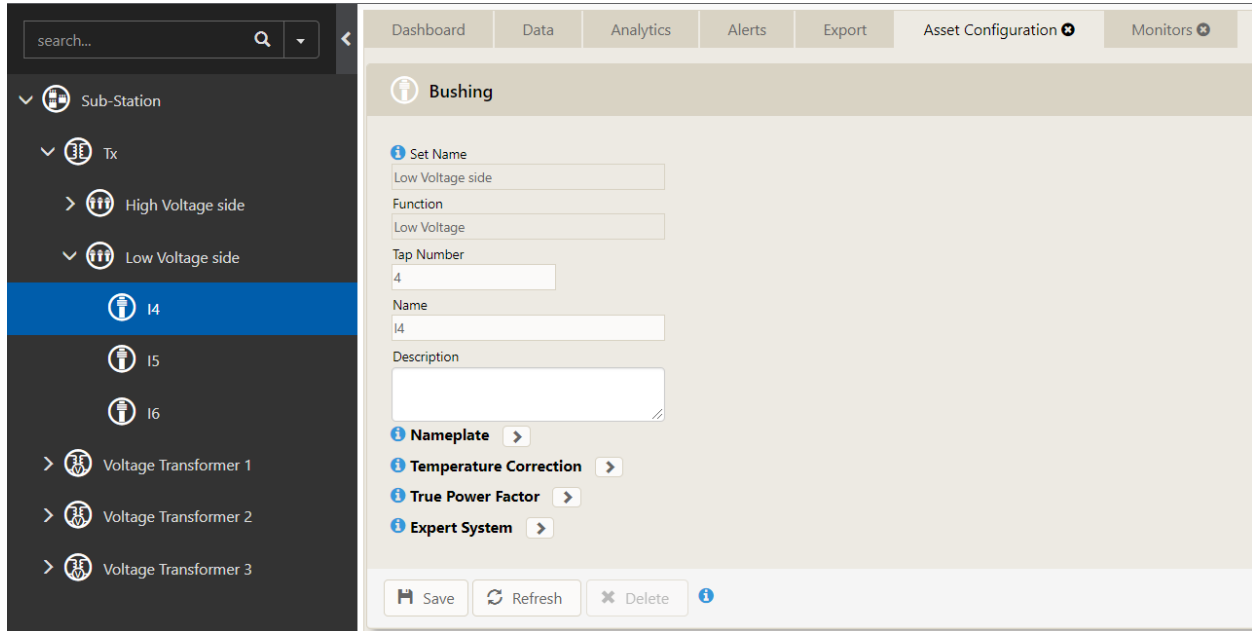 search...
Sub-Station
Tx
High Voltage side
Low Voltage side
I4
I5
I6
Voltage Transformer 1
Voltage Transformer 2
Voltage Transformer 3
Dashboard Data Analytics Alerts Export Asset Configuration Monitors
Bushing
Set Name
Low Voltage side
Function
Low Voltage
Tap Number
4
Name
I4
Description
Nameplate
Temperature Correction
True Power Factor
Expert System
Save Refresh Delete